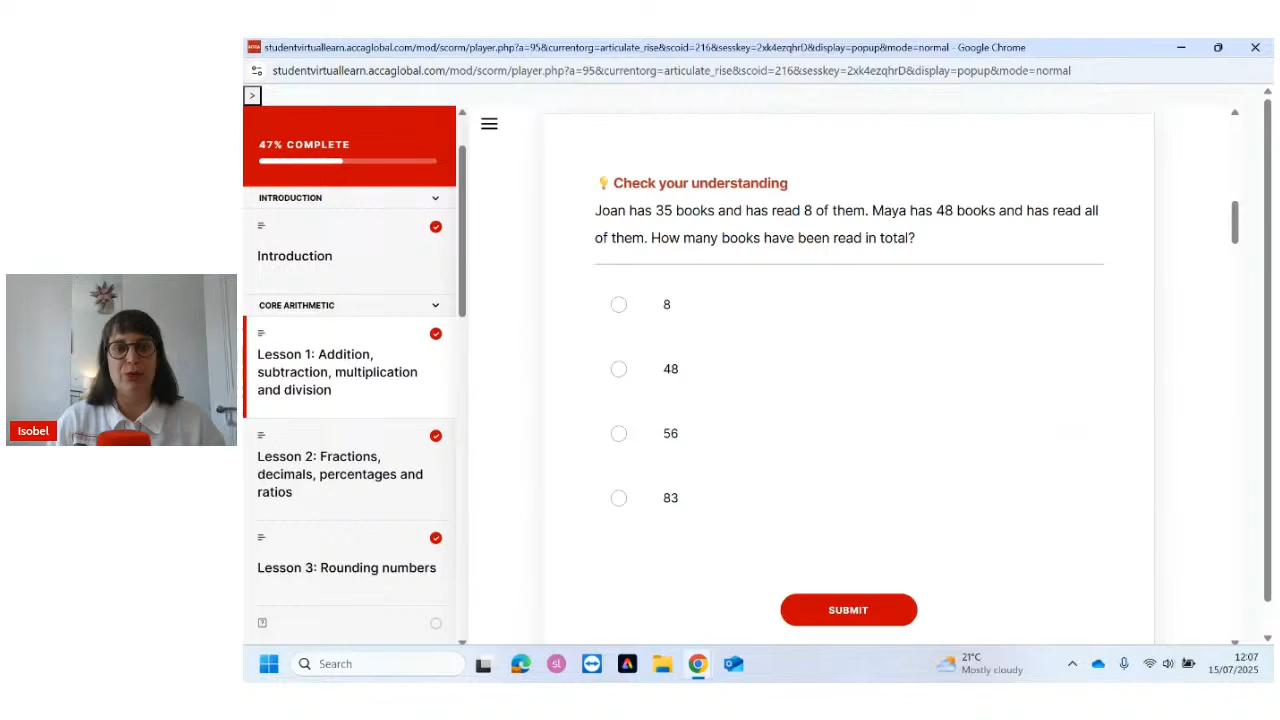 studentvirtuallearn.accaglobal.com/mod/scorm/player.php?a=95&currentorg=articulate_rise&scoid=216&sesskey=2xk4ezqhrD&display=popup&mode=normal - Google Chrome
studentvirtuallearn.accaglobal.com/mod/scorm/player.php?a=95&currentorg=articulate_rise&scoid=216&sesskey=2xk4ezqhrD&display=popup&mode=normal
>
47% COMPLETE
INTRODUCTION
Introduction
CORE ARITHMETIC
Lesson 1: Addition,
subtraction, multiplication
and division
Lesson 2: Fractions,
decimals, percentages and
ratios
Lesson 3: Rounding numbers
Check your understanding
Joan has 35 books and has read 8 of them. Maya has 48 books and has read all
of them. How many books have been read in total?
8
48
56
83
SUBMIT
Isobel
Search
sl
21°C
Mostly cloudy
12:07
15/07/2025